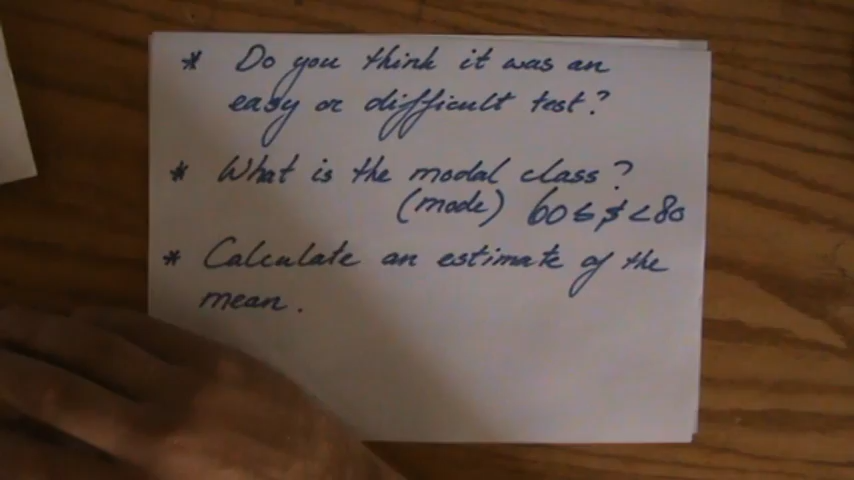 * Do you think it was an
easy or difficult test?
* What is the modal class?
(mode) 60 ≤ $ < 80
* Calculate an estimate of the
mean.